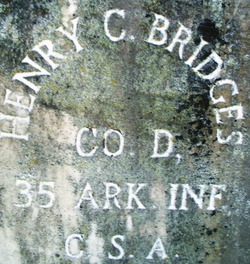 HENRY C. BRIDGES
CO. D,
35 ARK. INF.
C. S. A.